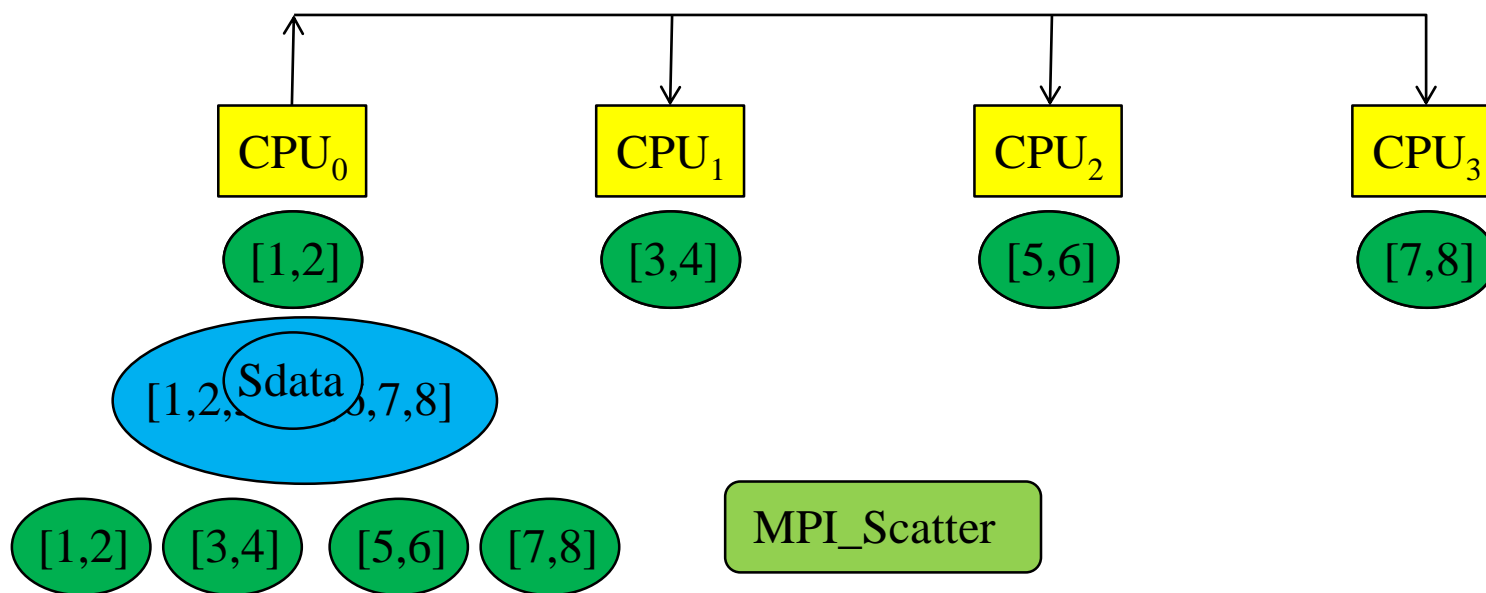 CPU₀ CPU₁ CPU₂ CPU₃
[1,2] [3,4] [5,6] [7,8]
Sdata
[1,2, ,7,8]
[1,2] [3,4] [5,6] [7,8]
MPI_Scatter